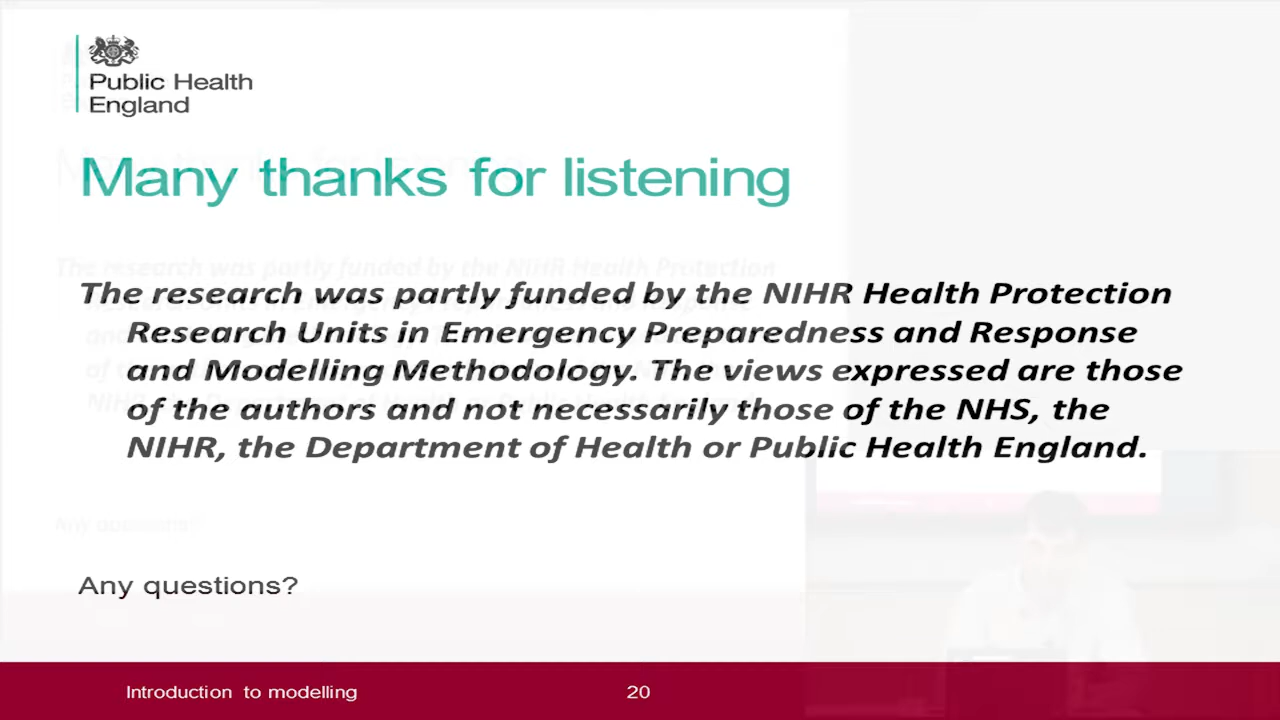 Public Health
England
Many thanks for listening
The research was partly funded by the NIHR Health Protection
Research Units in Emergency Preparedness and Response
and Modelling Methodology. The views expressed are those
of the authors and not necessarily those of the NHS, the
NIHR, the Department of Health or Public Health England.
Any questions?
Introduction to modelling
20